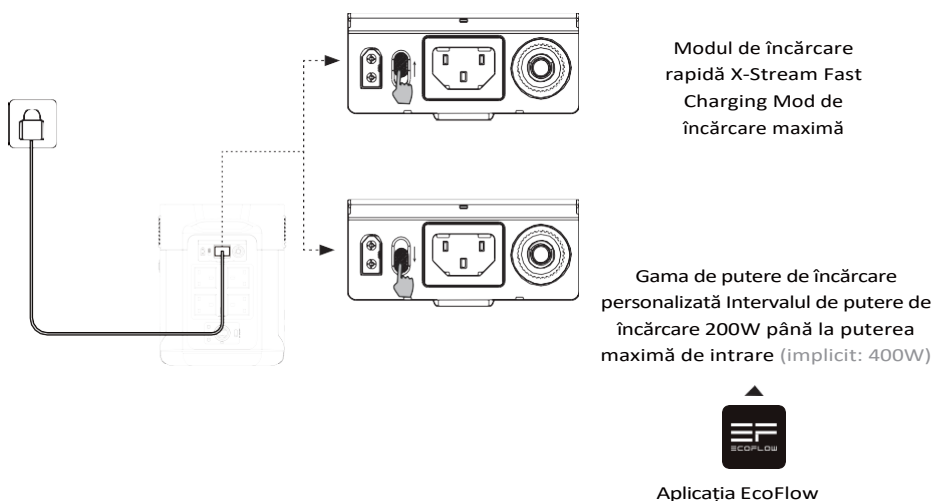 Modul de încărcare
rapidă X-Stream Fast
Charging Mod de
încărcare maximă
Gama de putere de încărcare
personalizată Intervalul de putere de
încărcare 200W până la puterea
maximă de intrare (implicit: 400W)
EF
ECOFLOW
Aplicația EcoFlow